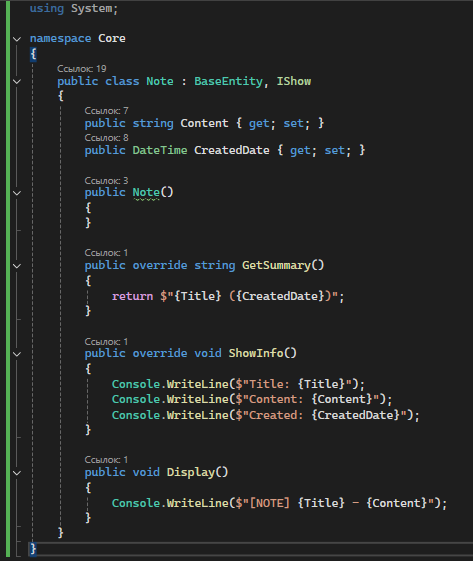 using System;
namespace Core
{
Ссылок: 19
public class Note : BaseEntity, IShow
{
Ссылок: 7
public string Content { get; set; }
Ссылок: 8
public DateTime CreatedDate { get; set; }
Ссылок: 3
public Note()
{
}
Ссылок: 1
public override string GetSummary()
{
return $"{Title} ({CreatedDate})";
}
Ссылок: 1
public override void ShowInfo()
{
Console.WriteLine($"Title: {Title}");
Console.WriteLine($"Content: {Content}");
Console.WriteLine($"Created: {CreatedDate}");
}
Ссылок: 1
public void Display()
{
Console.WriteLine($"[NOTE] {Title} - {Content}");
}
}
}